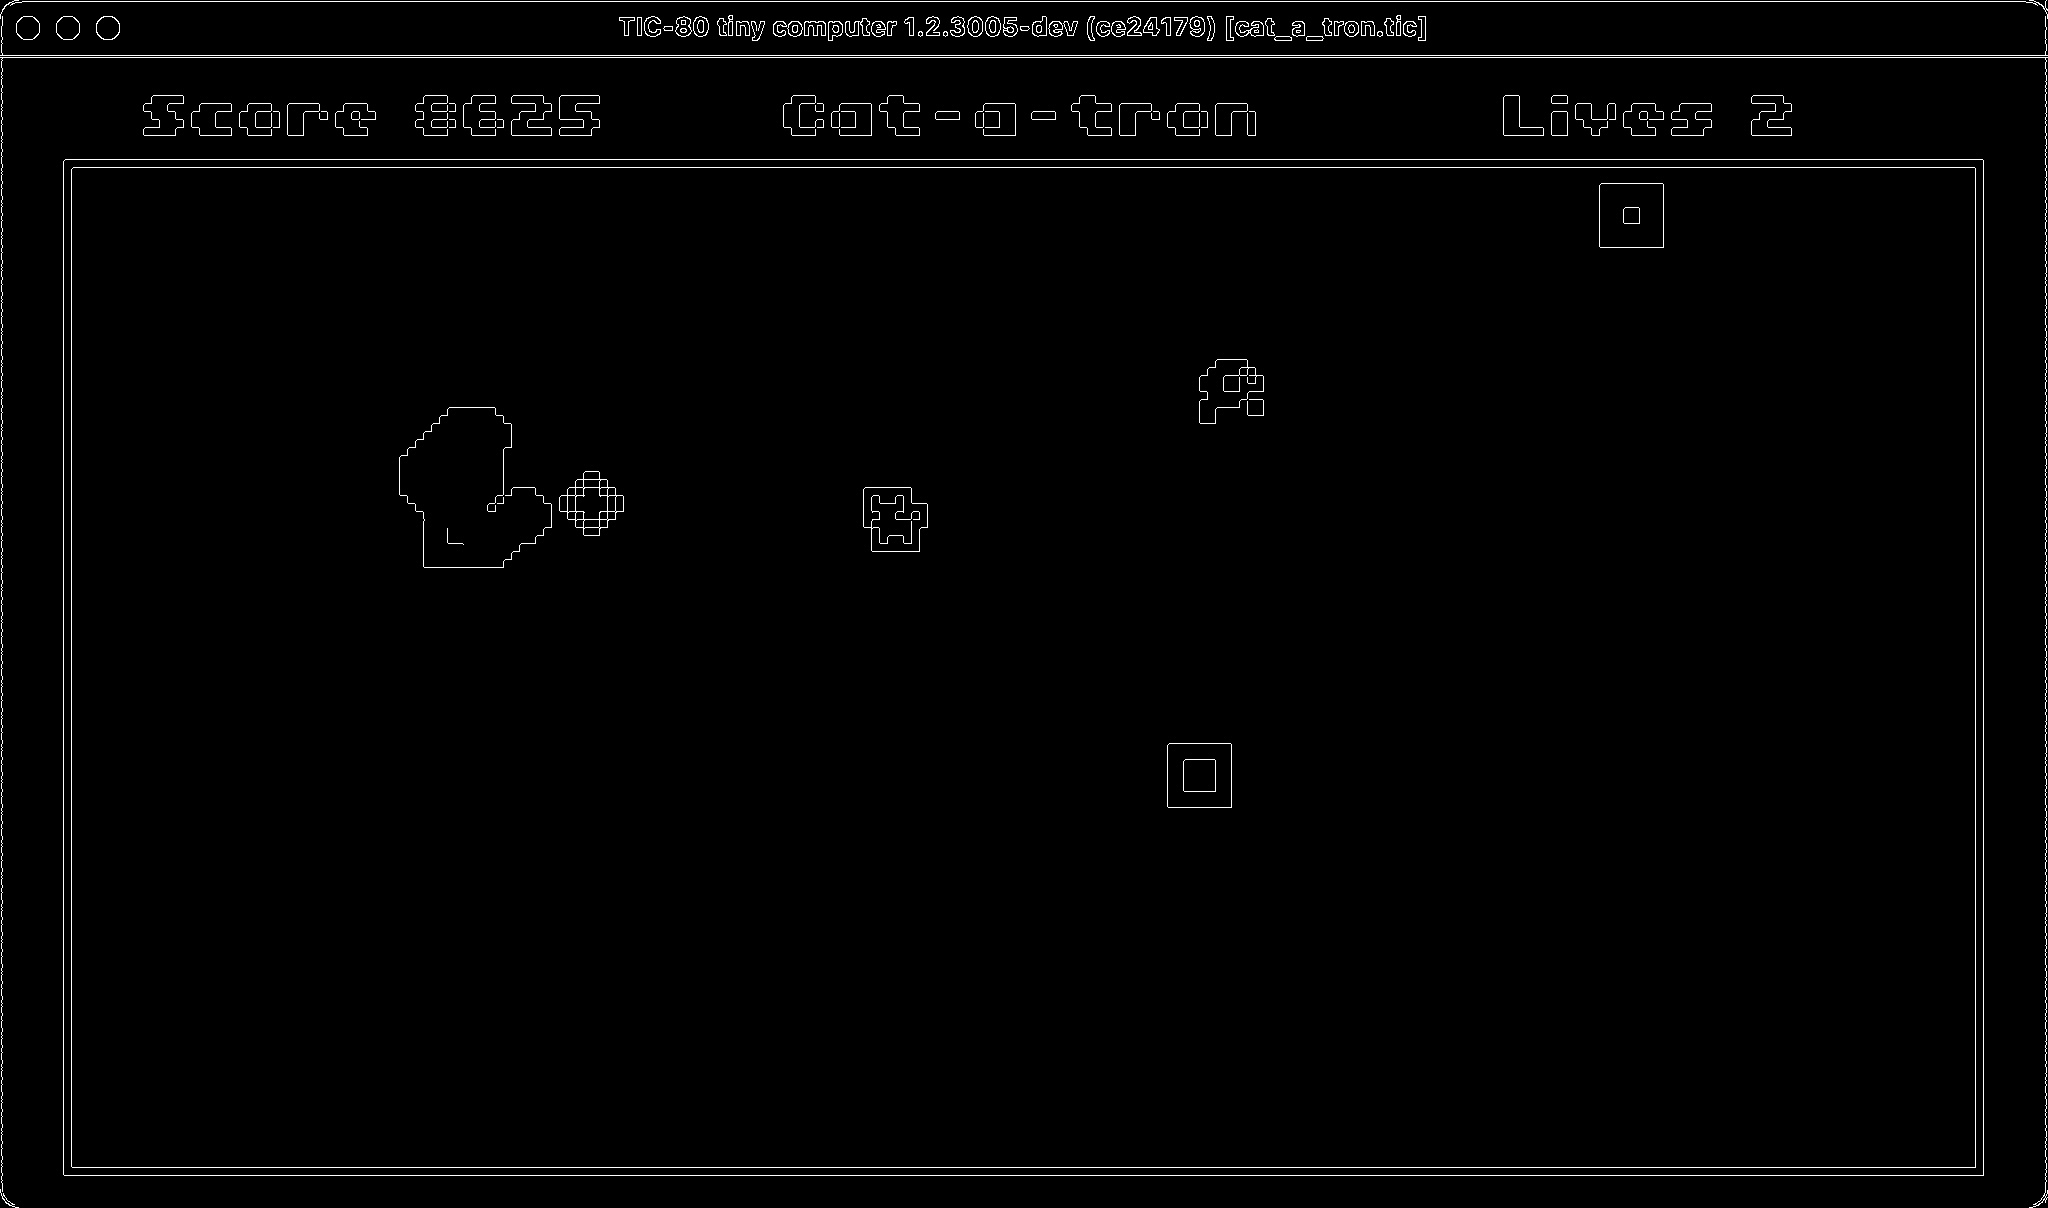 TIC-80 tiny computer 1.2.3005-dev (ce24179) [cat_a_tron.tic]
Score 8625 Cat-a-tron Lives 2